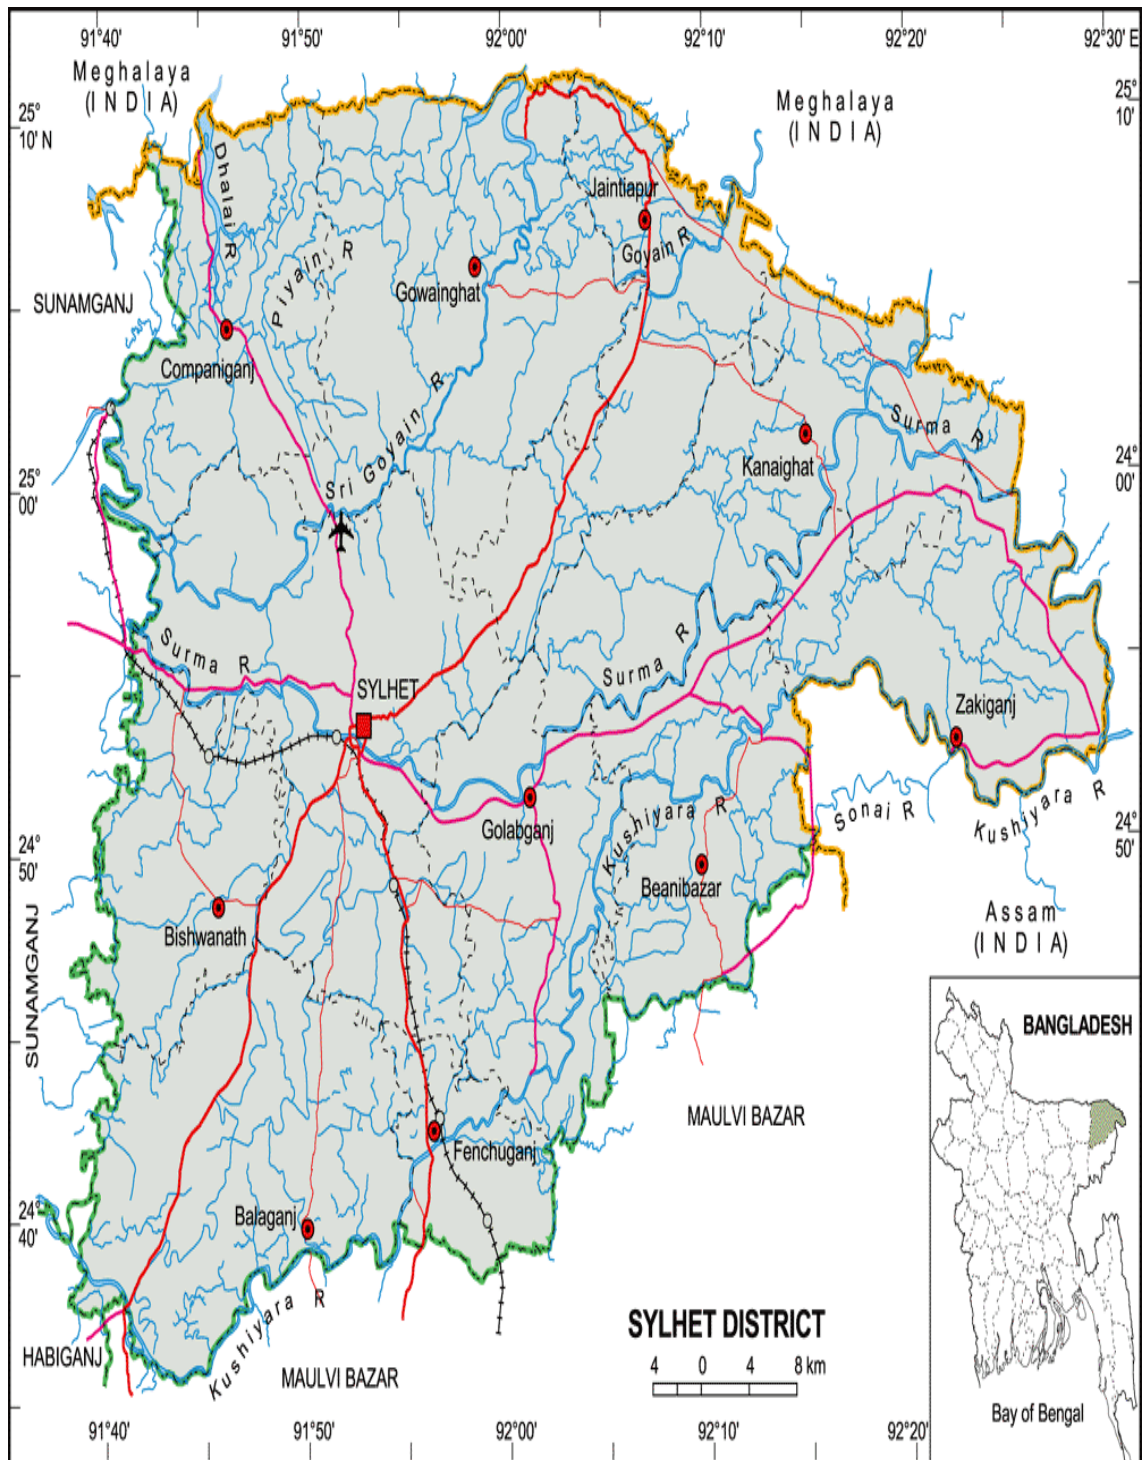 91°40' 91°50' 92°00' 92°10' 92°20' 92°30' E
Meghalaya
(INDIA)
Meghalaya
(INDIA)
25°
10' N
25°
10'
Dhalai R
Jaintiapur
Goyain R
Piyain R
Gowainghat
SUNAMGANJ
Companiganj
Surma R
Kanaighat
Sri Goyain R
25°
00'
24°
00'
Surma R
Surma R
SYLHET
Zakiganj
Golabganj
Kushiyara R
Sonai R
Kushiyara R
24°
50'
24°
50'
Beanibazar
Bishwanath
Assam
(INDIA)
SUNAMGANJ
BANGLADESH
MAULVI BAZAR
Fenchuganj
24°
40'
Balaganj
Kushiyara R
SYLHET DISTRICT
4 0 4 8 km
HABIGANJ
MAULVI BAZAR
Bay of Bengal
91°40' 91°50' 92°00' 92°10' 92°20'